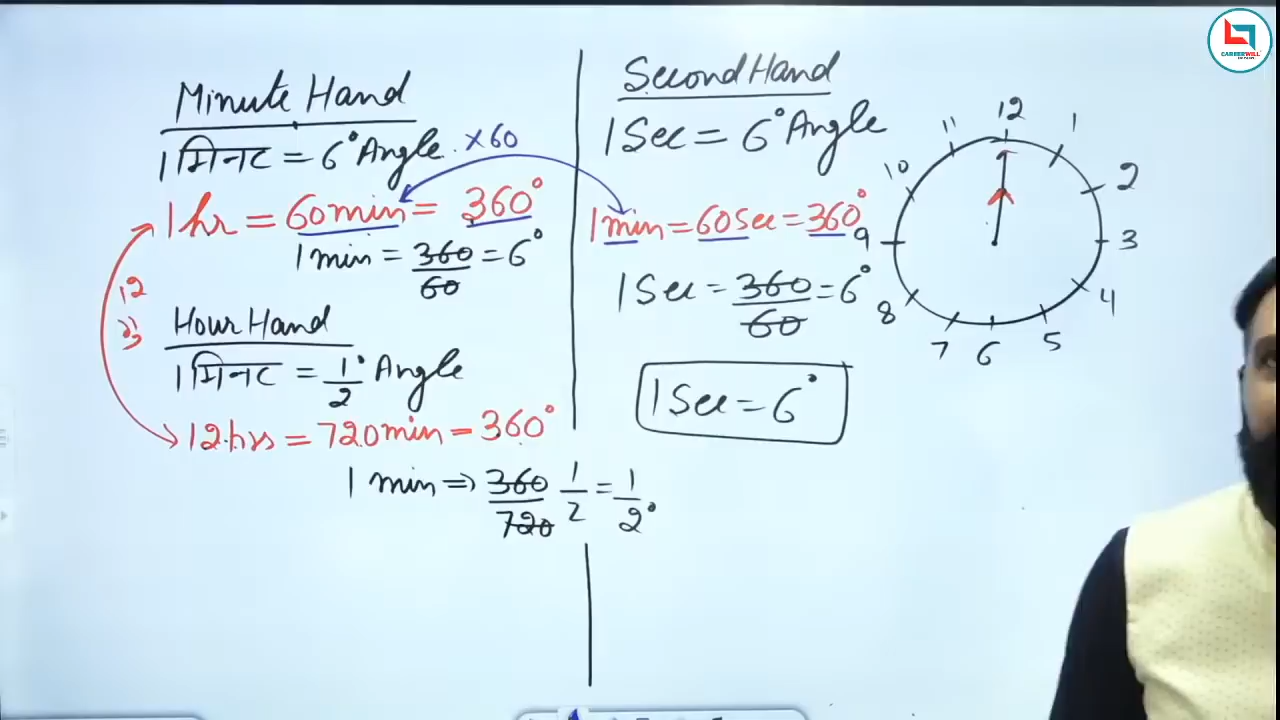 Minute Hand
1 मिनट = 6° Angle
×60
1 hr = 60 min = 360°
1 min = 360/60 = 6°
12
Hour Hand
1 मिनट = 1/2° Angle
12 hrs = 720 min = 360°
1 min ⇒ 360/720 1/2 = 1/2°
Second Hand
1 Sec = 6° Angle
1 min = 60 Sec = 360°
1 Sec = 360/60 = 6°
1 Sec = 6°
12
1
2
3
4
5
6
7
8
9
10
11
CAREERWILL